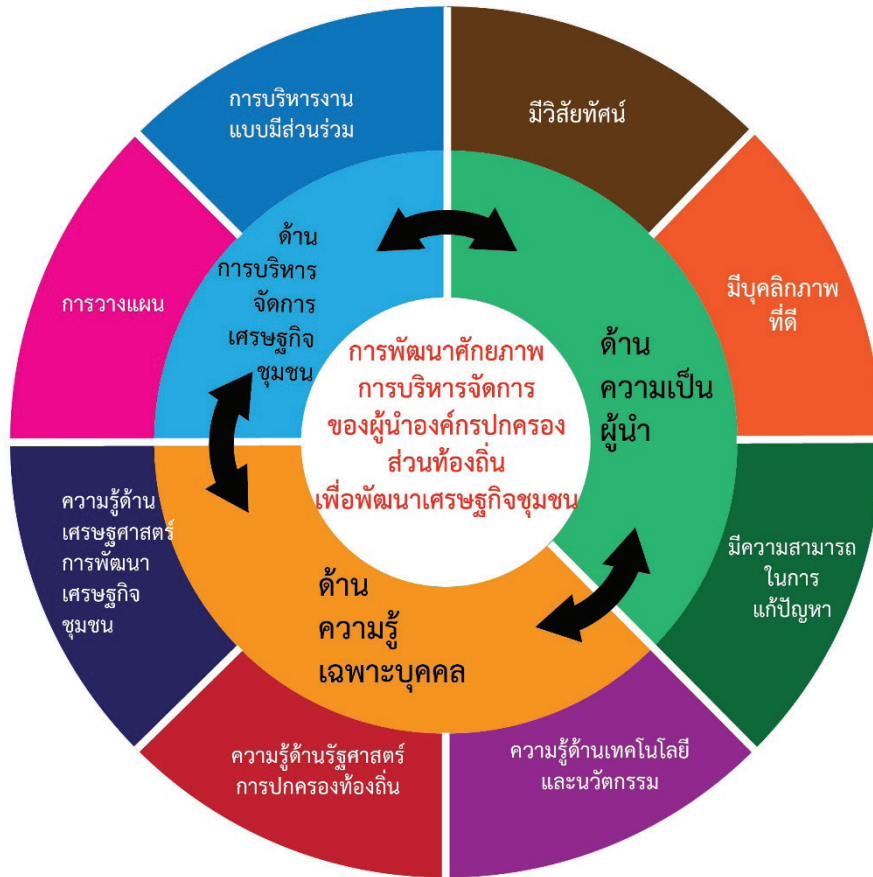 การบริหารงาน
แบบมีส่วนร่วม
มีวิสัยทัศน์
การวางแผน
ด้าน
การบริหาร
จัดการ
เศรษฐกิจ
ชุมชน
มีบุคลิกภาพ
ที่ดี
ด้าน
ความเป็น
ผู้นำ
การพัฒนาศักยภาพ
การบริหารจัดการ
ของผู้นำองค์กรปกครอง
ส่วนท้องถิ่น
เพื่อพัฒนาเศรษฐกิจชุมชน
ความรู้ด้าน
เศรษฐศาสตร์
การพัฒนา
เศรษฐกิจ
ชุมชน
มีความสามารถ
ในการ
แก้ปัญหา
ด้าน
ความรู้
เฉพาะบุคคล
ความรู้ด้านรัฐศาสตร์
การปกครองท้องถิ่น
ความรู้ด้านเทคโนโลยี
และนวัตกรรม